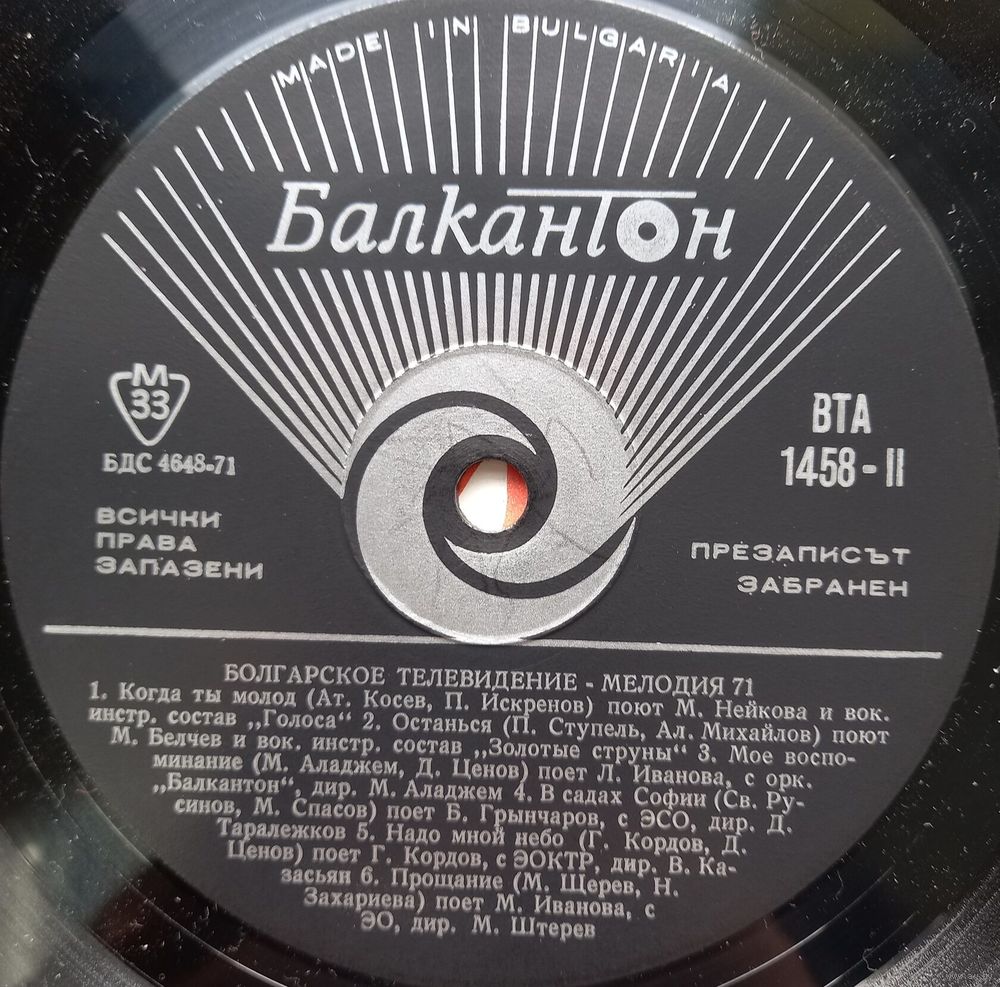 MADE IN BULGARIA
Балкантон
М
33
БДС 4648-71
ВТА
1458-II
ВСИЧКИ
ПРАВА
ЗАПАЗЕНИ
ПРЕЗАПИСЪТ
ЗАБРАНЕН
БОЛГАРСКОЕ ТЕЛЕВИДЕНИЕ - МЕЛОДИЯ 71
1. Когда ты молод (Ат. Косев, П. Искренов) поют М. Нейкова и вок.
инстр. состав „Голоса“ 2. Останься (П. Ступель, Ал. Михайлов) поют
М. Белчев и вок. инстр. состав „Золотые струны“ 3. Мое воспо-
минание (М. Аладжем, Д. Ценов) поет Л. Иванова, с орк.
„Балкантон“, дир. М. Аладжем 4. В садах Софии (Св. Ру-
синов, М. Спасов) поет Б. Грынчаров, с ЭСО, дир. Д.
Таралежков 5. Надо мной небо (Г. Кордов, Д.
Ценов) поет Г. Кордов, с ЭОКТР, дир. В. Ка-
засьян 6. Прощание (М. Щерев, Н.
Захариева) поет М. Иванова, с
ЭО, дир. М. Штерев